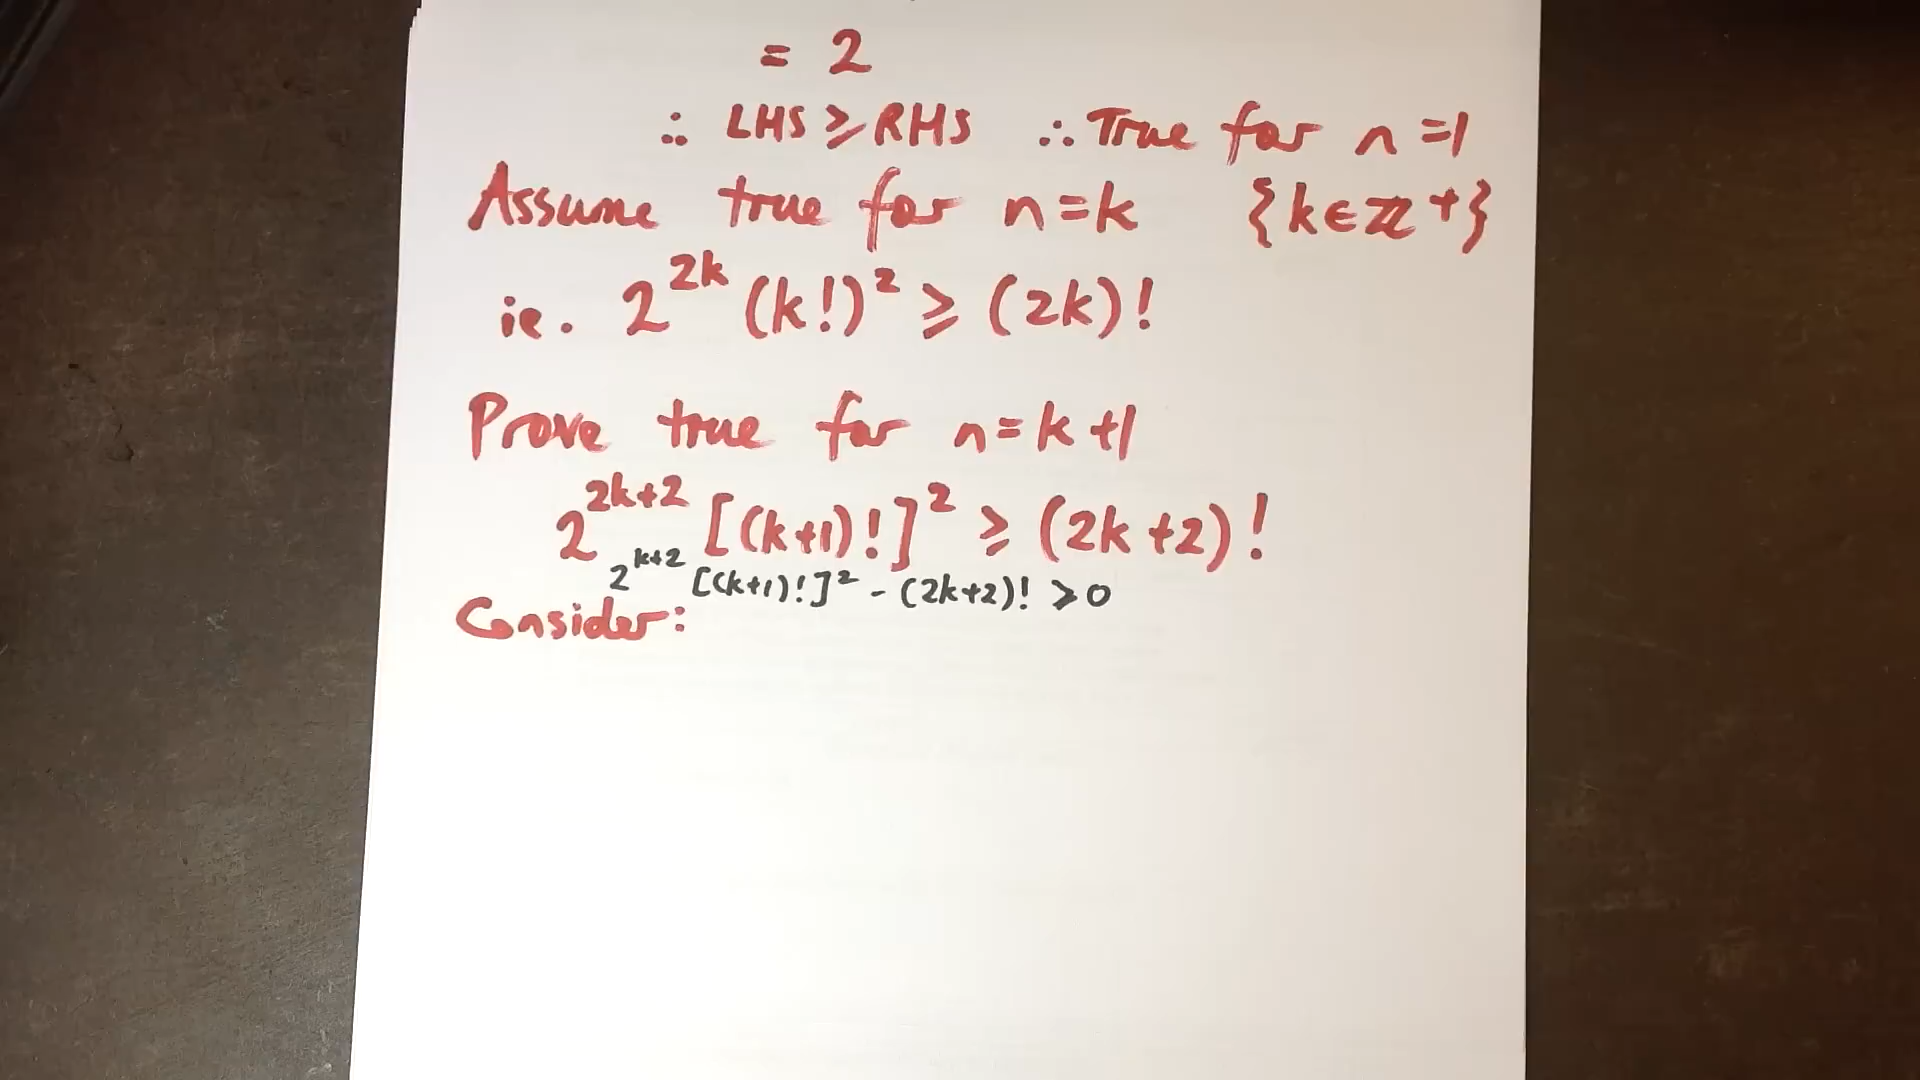 = 2
∴ LHS ⩾ RHS ∴ True for n=1
Assume true for n=k {k∈ℤ+}
ie. 2^{2k} (k!)² ⩾ (2k)!
Prove true for n=k+1
2^{2k+2} [(k+1)!]² ⩾ (2k+2)!
2^{k+2} [(k+1)!]² - (2k+2)! ⩾ 0
Consider: